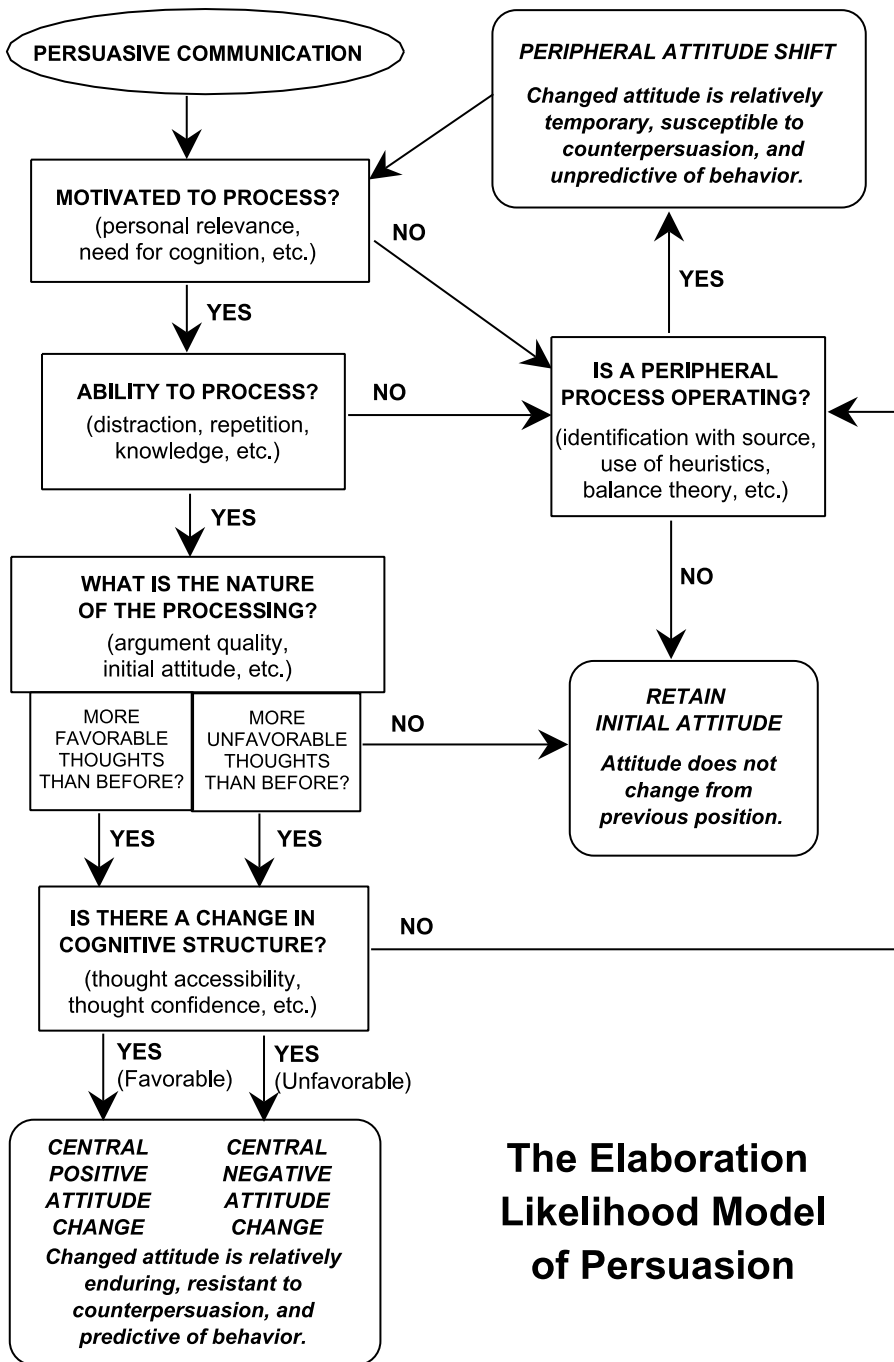 PERSUASIVE COMMUNICATION
PERIPHERAL ATTITUDE SHIFT
Changed attitude is relatively
temporary, susceptible to
counterpersuasion, and
unpredictive of behavior.
MOTIVATED TO PROCESS?
(personal relevance,
need for cognition, etc.)
NO
YES
YES
ABILITY TO PROCESS?
(distraction, repetition,
knowledge, etc.)
NO
IS A PERIPHERAL
PROCESS OPERATING?
(identification with source,
use of heuristics,
balance theory, etc.)
YES
NO
WHAT IS THE NATURE
OF THE PROCESSING?
(argument quality,
initial attitude, etc.)
MORE
FAVORABLE
THOUGHTS
THAN BEFORE?
MORE
UNFAVORABLE
THOUGHTS
THAN BEFORE?
NO
RETAIN
INITIAL ATTITUDE
Attitude does not
change from
previous position.
YES
YES
IS THERE A CHANGE IN
COGNITIVE STRUCTURE?
(thought accessibility,
thought confidence, etc.)
NO
YES
(Favorable)
YES
(Unfavorable)
CENTRAL
POSITIVE
ATTITUDE
CHANGE
CENTRAL
NEGATIVE
ATTITUDE
CHANGE
Changed attitude is relatively
enduring, resistant to
counterpersuasion, and
predictive of behavior.
The Elaboration
Likelihood Model
of Persuasion